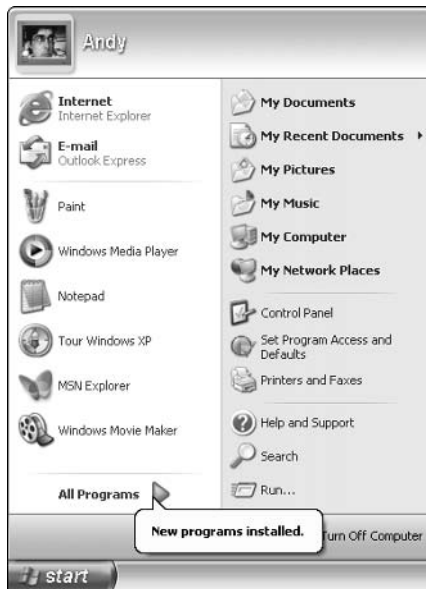 Andy
Internet
Internet Explorer
E-mail
Outlook Express
Paint
Windows Media Player
Notepad
Tour Windows XP
MSN Explorer
Windows Movie Maker
All Programs
My Documents
My Recent Documents
My Pictures
My Music
My Computer
My Network Places
Control Panel
Set Program Access and
Defaults
Printers and Faxes
Help and Support
Search
Run...
New programs installed.
Turn Off Computer
start